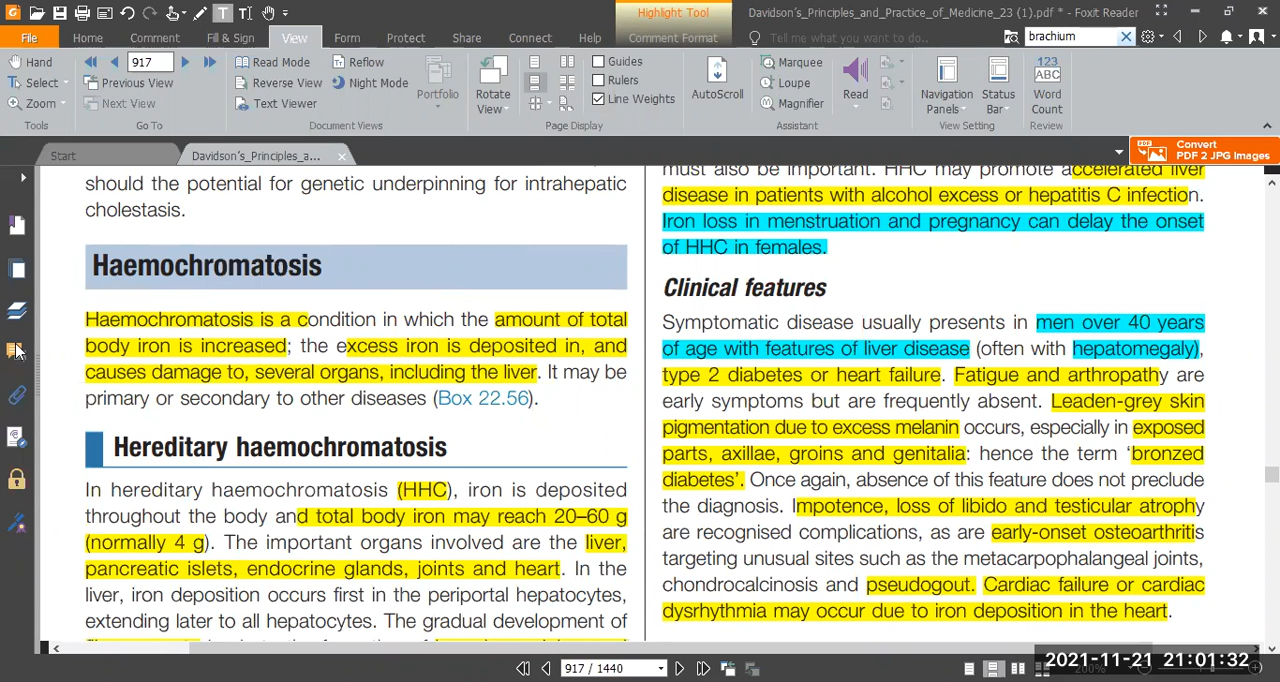 Highlight Tool
Davidson's_Principles_and_Practice_of_Medicine_23 (1).pdf * - Foxit Reader
File Home Comment Fill & Sign View Form Protect Share Connect Help Comment Format Tell me what you want to do.. brachium
Hand 917 Read Mode Reflow Guides Marquee 123
Select Previous View Reverse View Night Mode Rulers Loupe ABC
Zoom Next View Text Viewer Portfolio Rotate View Line Weights AutoScroll Magnifier Read Navigation Panels Status Bar Word Count
Tools Go To Document Views Page Display Assistant View Setting Review
Start Davidson's_Principles_a... Convert
PDF 2 JPG Images
should the potential for genetic underpinning for intrahepatic
cholestasis.
Haemochromatosis
Haemochromatosis is a condition in which the amount of total
body iron is increased; the excess iron is deposited in, and
causes damage to, several organs, including the liver. It may be
primary or secondary to other diseases (Box 22.56).
Hereditary haemochromatosis
In hereditary haemochromatosis (HHC), iron is deposited
throughout the body and total body iron may reach 20–60 g
(normally 4 g). The important organs involved are the liver,
pancreatic islets, endocrine glands, joints and heart. In the
liver, iron deposition occurs first in the periportal hepatocytes,
extending later to all hepatocytes. The gradual development of
must also be important. HHC may promote accelerated liver
disease in patients with alcohol excess or hepatitis C infection.
Iron loss in menstruation and pregnancy can delay the onset
of HHC in females.
Clinical features
Symptomatic disease usually presents in men over 40 years
of age with features of liver disease (often with hepatomegaly),
type 2 diabetes or heart failure. Fatigue and arthropathy are
early symptoms but are frequently absent. Leaden-grey skin
pigmentation due to excess melanin occurs, especially in exposed
parts, axillae, groins and genitalia: hence the term ‘bronzed
diabetes’. Once again, absence of this feature does not preclude
the diagnosis. Impotence, loss of libido and testicular atrophy
are recognised complications, as are early-onset osteoarthritis
targeting unusual sites such as the metacarpophalangeal joints,
chondrocalcinosis and pseudogout. Cardiac failure or cardiac
dysrhythmia may occur due to iron deposition in the heart.
917 / 1440
2021-11-21 21:01:32